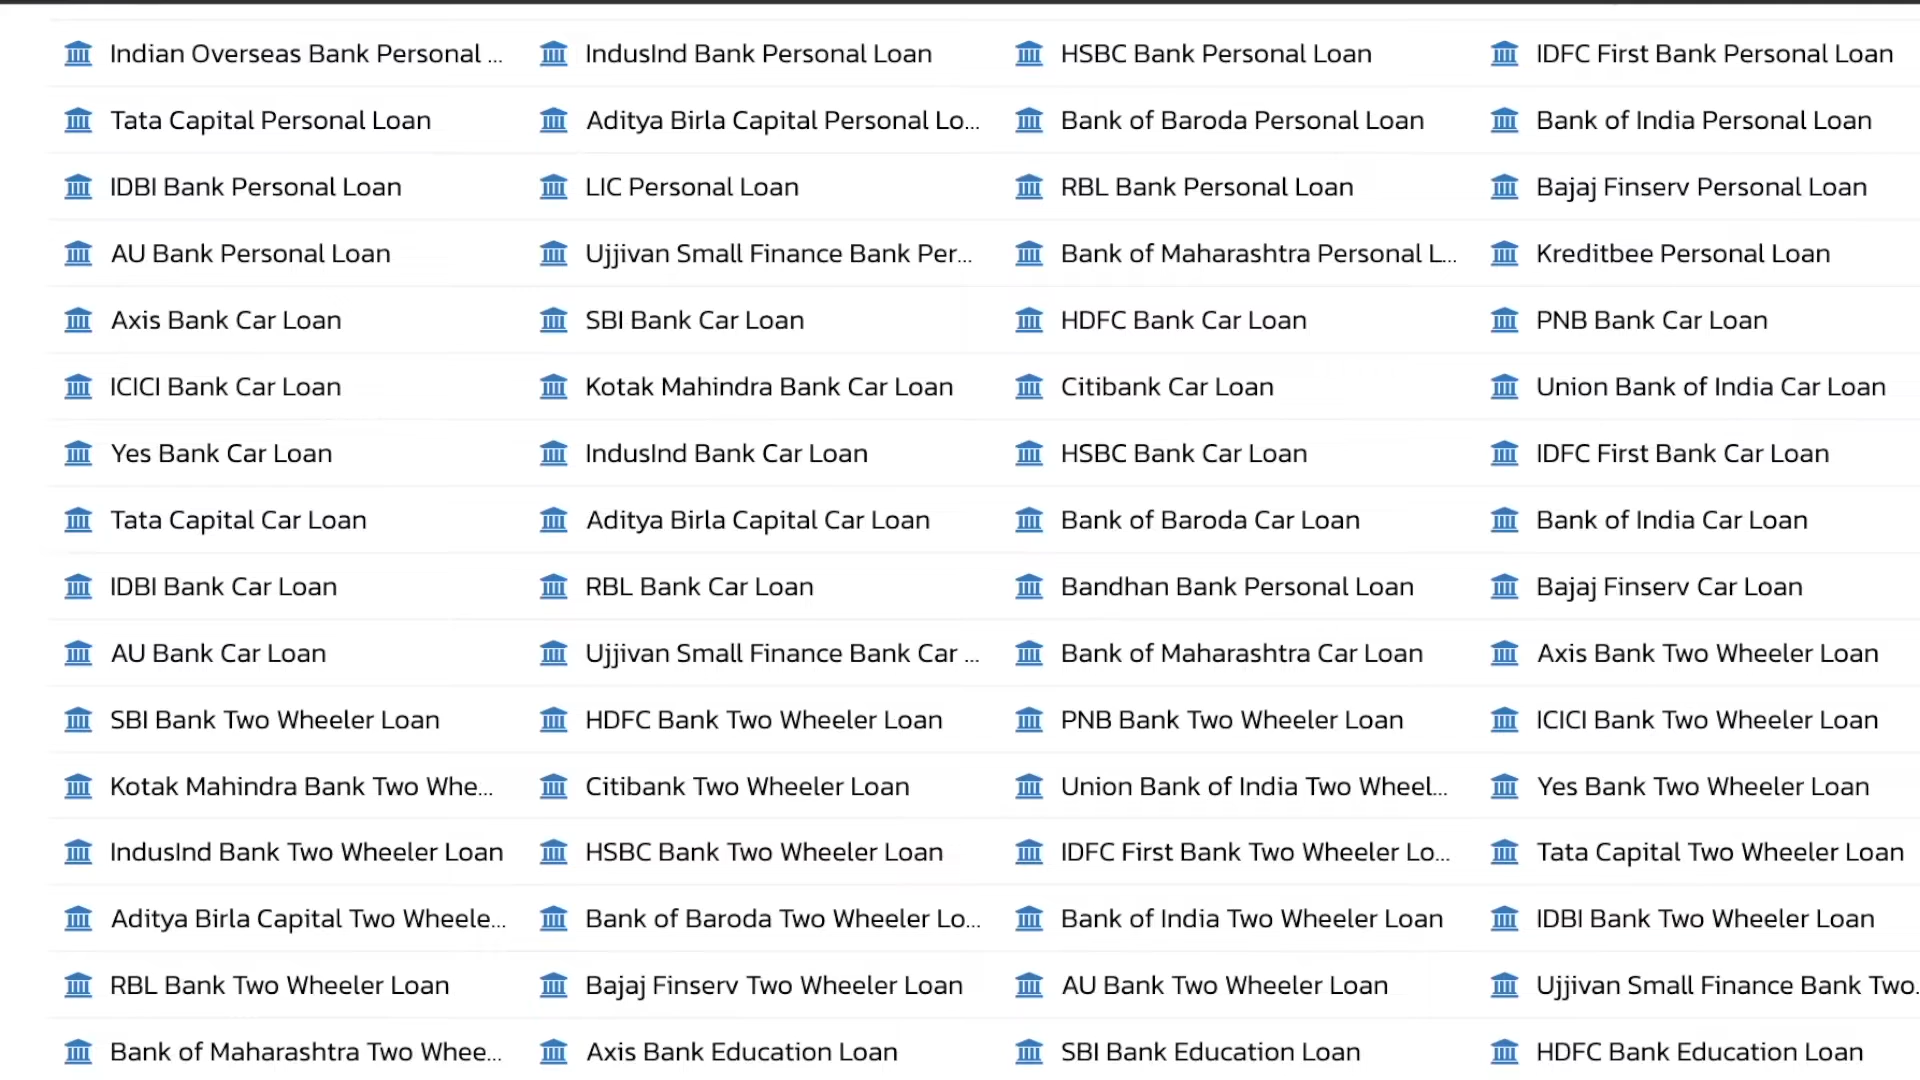 Indian Overseas Bank Personal ...
IndusInd Bank Personal Loan
HSBC Bank Personal Loan
IDFC First Bank Personal Loan
Tata Capital Personal Loan
Aditya Birla Capital Personal Lo...
Bank of Baroda Personal Loan
Bank of India Personal Loan
IDBI Bank Personal Loan
LIC Personal Loan
RBL Bank Personal Loan
Bajaj Finserv Personal Loan
AU Bank Personal Loan
Ujjivan Small Finance Bank Per...
Bank of Maharashtra Personal L...
Kreditbee Personal Loan
Axis Bank Car Loan
SBI Bank Car Loan
HDFC Bank Car Loan
PNB Bank Car Loan
ICICI Bank Car Loan
Kotak Mahindra Bank Car Loan
Citibank Car Loan
Union Bank of India Car Loan
Yes Bank Car Loan
IndusInd Bank Car Loan
HSBC Bank Car Loan
IDFC First Bank Car Loan
Tata Capital Car Loan
Aditya Birla Capital Car Loan
Bank of Baroda Car Loan
Bank of India Car Loan
IDBI Bank Car Loan
RBL Bank Car Loan
Bandhan Bank Personal Loan
Bajaj Finserv Car Loan
AU Bank Car Loan
Ujjivan Small Finance Bank Car ...
Bank of Maharashtra Car Loan
Axis Bank Two Wheeler Loan
SBI Bank Two Wheeler Loan
HDFC Bank Two Wheeler Loan
PNB Bank Two Wheeler Loan
ICICI Bank Two Wheeler Loan
Kotak Mahindra Bank Two Whe...
Citibank Two Wheeler Loan
Union Bank of India Two Wheel...
Yes Bank Two Wheeler Loan
IndusInd Bank Two Wheeler Loan
HSBC Bank Two Wheeler Loan
IDFC First Bank Two Wheeler Lo...
Tata Capital Two Wheeler Loan
Aditya Birla Capital Two Wheele...
Bank of Baroda Two Wheeler Lo...
Bank of India Two Wheeler Loan
IDBI Bank Two Wheeler Loan
RBL Bank Two Wheeler Loan
Bajaj Finserv Two Wheeler Loan
AU Bank Two Wheeler Loan
Ujjivan Small Finance Bank Two.
Bank of Maharashtra Two Whee...
Axis Bank Education Loan
SBI Bank Education Loan
HDFC Bank Education Loan